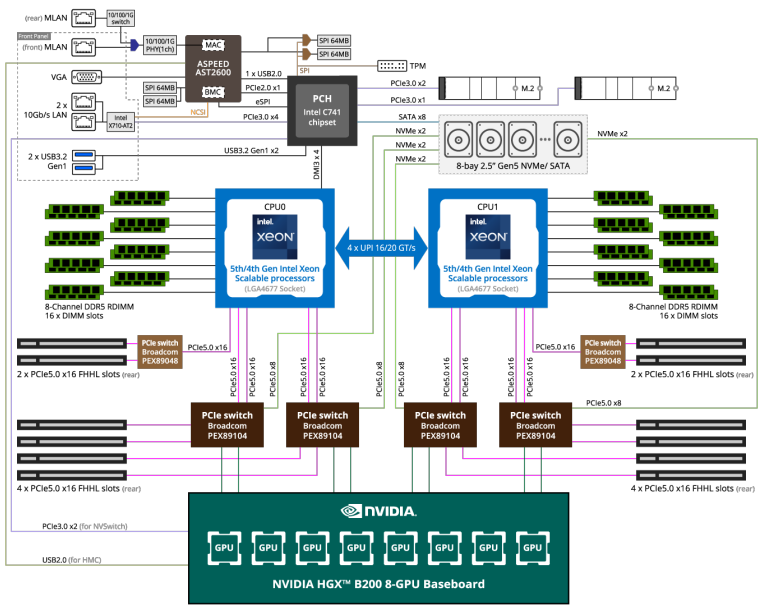 (rear) MLAN
10/100/1G
switch
Front Panel
(front) MLAN
10/100/1G
PHY(1ch)
MAC
ASPEED
AST2600
BMC
SPI 64MB
SPI 64MB
SPI
TPM
VGA
SPI 64MB
SPI 64MB
1 x USB2.0
PCIe2.0 x1
eSPI
PCIe3.0 x4
PCH
Intel C741
chipset
PCIe3.0 x2
M.2
M.2
PCIe3.0 x1
2 x
10Gb/s LAN
Intel
X710-AT2
NCSI
SATA x8
NVMe x2
NVMe x2
NVMe x2
NVMe x2
8-bay 2.5" Gen5 NVMe/ SATA
2 x USB3.2
Gen1
USB3.2 Gen1 x2
DMI3 x 4
CPU0
intel.
XEON
5th/4th Gen Intel Xeon
Scalable processors
(LGA4677 Socket)
4 x UPI 16/20 GT/s
CPU1
intel.
XEON
5th/4th Gen Intel Xeon
Scalable processors
(LGA4677 Socket)
8-Channel DDR5 RDIMM
16 x DIMM slots
8-Channel DDR5 RDIMM
16 x DIMM slots
PCIe switch
Broadcom
PEX89048
PCIe5.0 x16
2 x PCIe5.0 x16 FHHL slots (rear)
PCIe5.0 x16
PCIe5.0 x16
PCIe5.0 x8
PCIe5.0 x16
PCIe5.0 x16
PCIe5.0 x8
PCIe5.0 x8
PCIe5.0 x16
PCIe5.0 x16
PCIe5.0 x16
PCIe5.0 x16
PCIe5.0 x16
PCIe switch
Broadcom
PEX89048
2 x PCIe5.0 x16 FHHL slots (rear)
PCIe5.0 x8
PCIe switch
Broadcom
PEX89104
PCIe switch
Broadcom
PEX89104
PCIe switch
Broadcom
PEX89104
PCIe switch
Broadcom
PEX89104
4 x PCIe5.0 x16 FHHL slots (rear)
4 x PCIe5.0 x16 FHHL slots (rear)
PCIe3.0 x2 (for NVSwitch)
USB2.0 (for HMC)
NVIDIA.
GPU GPU GPU GPU GPU GPU GPU GPU
NVIDIA HGX™ B200 8-GPU Baseboard